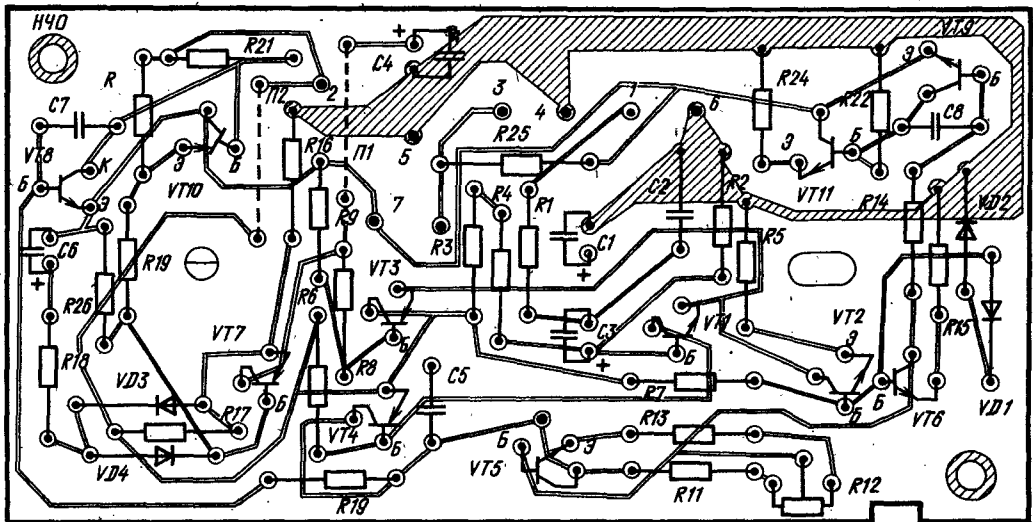 НЧО
R21
C4
VT9
R
П2
2
R24
R22
Б
C7
3
4
1
6
C8
VT8
К
Э
Б
R16
П1
5
R25
Э
Б
Б
VT10
R4
R1
C2
R2
VT11
R14
VD2
Э
R9
7
R3
C1
R5
C6
+
R19
VT3
+
R26
R6
C3
VT1
VT2
R15
VT7
Б
+
Б
Э
R18
R8
VD3
C5
R7
Б
Б
VT6
VD1
R17
Б
VT4
Б
R13
VD4
Б
Э
VT5
R19
R11
R12
+